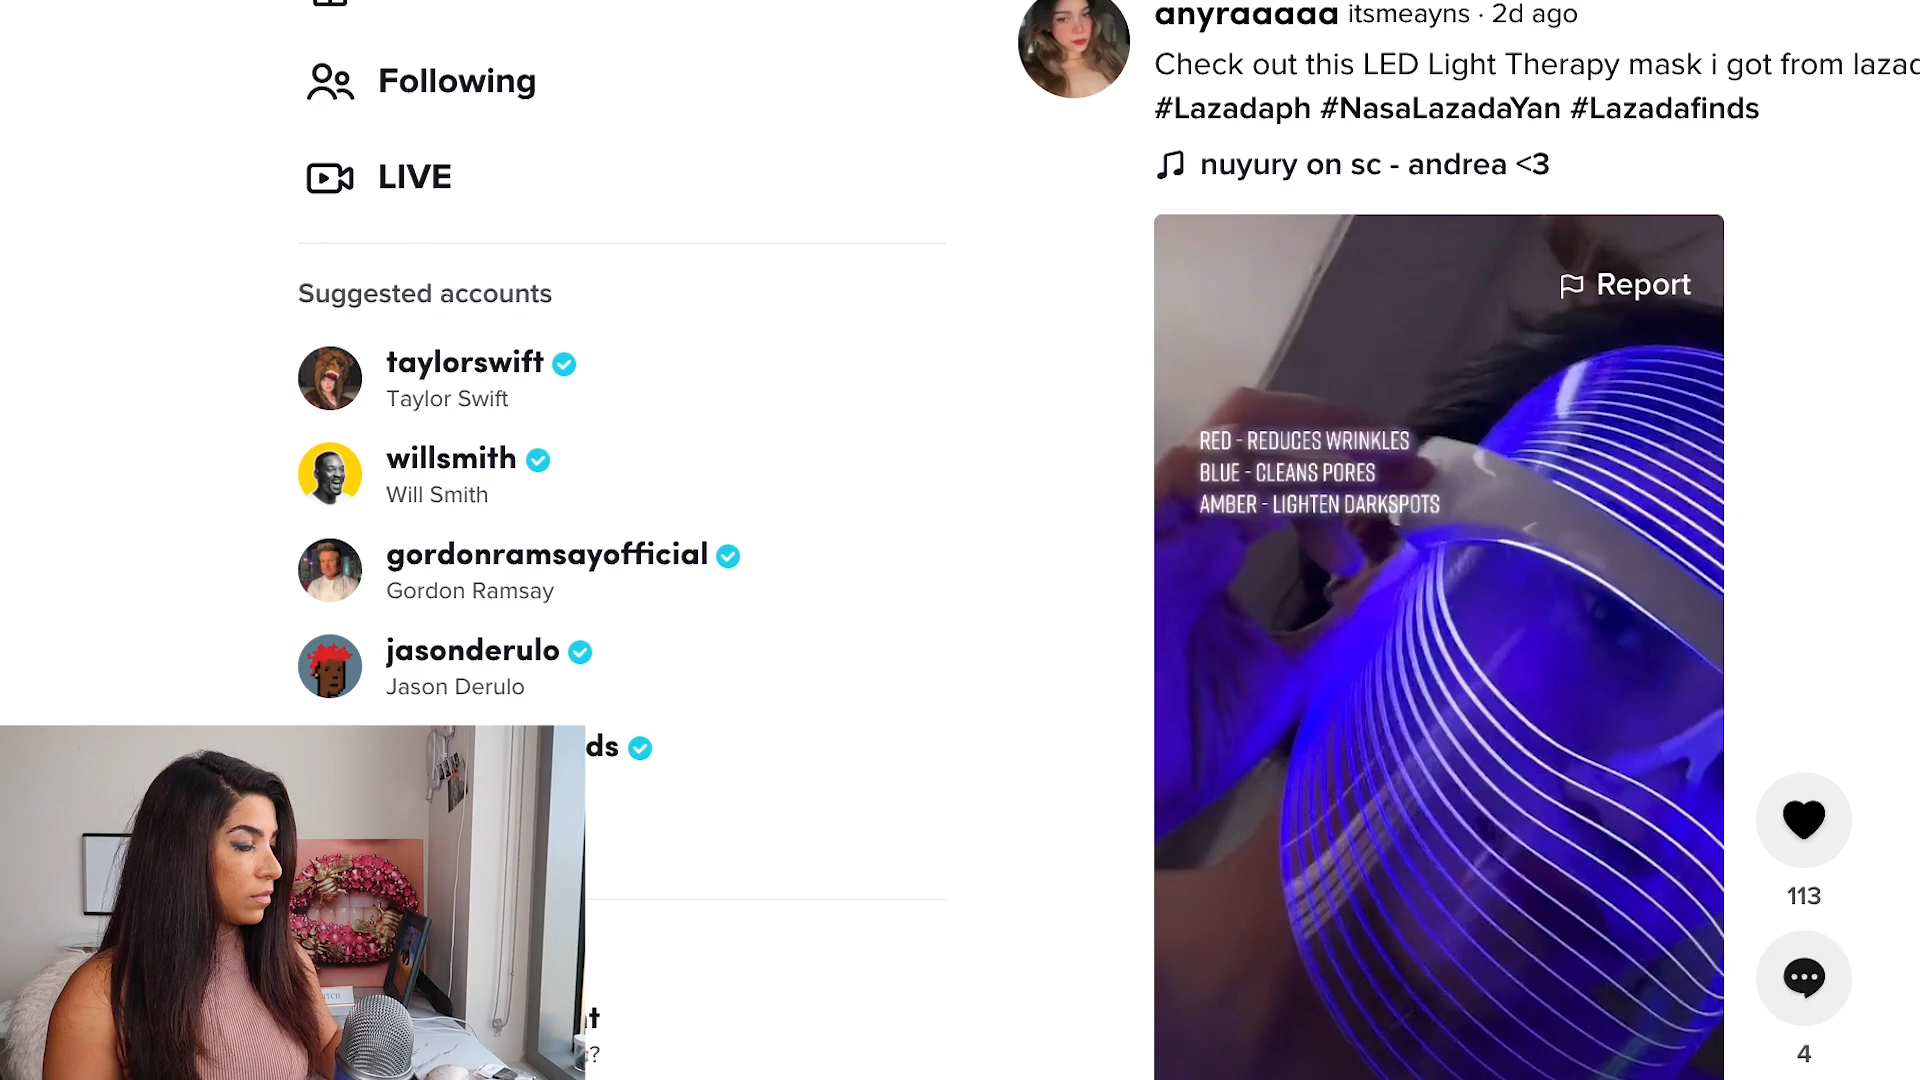 Following
LIVE
Suggested accounts
taylorswift
Taylor Swift
willsmith
Will Smith
gordonramsayofficial
Gordon Ramsay
jasonderulo
Jason Derulo
ds
t
?
anyraaaaa itsmeayns · 2d ago
Check out this LED Light Therapy mask i got from lazad
#Lazadaph #NasaLazadaYan #Lazadafinds
nuyury on sc - andrea <3
Report
RED - REDUCES WRINKLES
BLUE - CLEANS PORES
AMBER - LIGHTEN DARKSPOTS
113
4